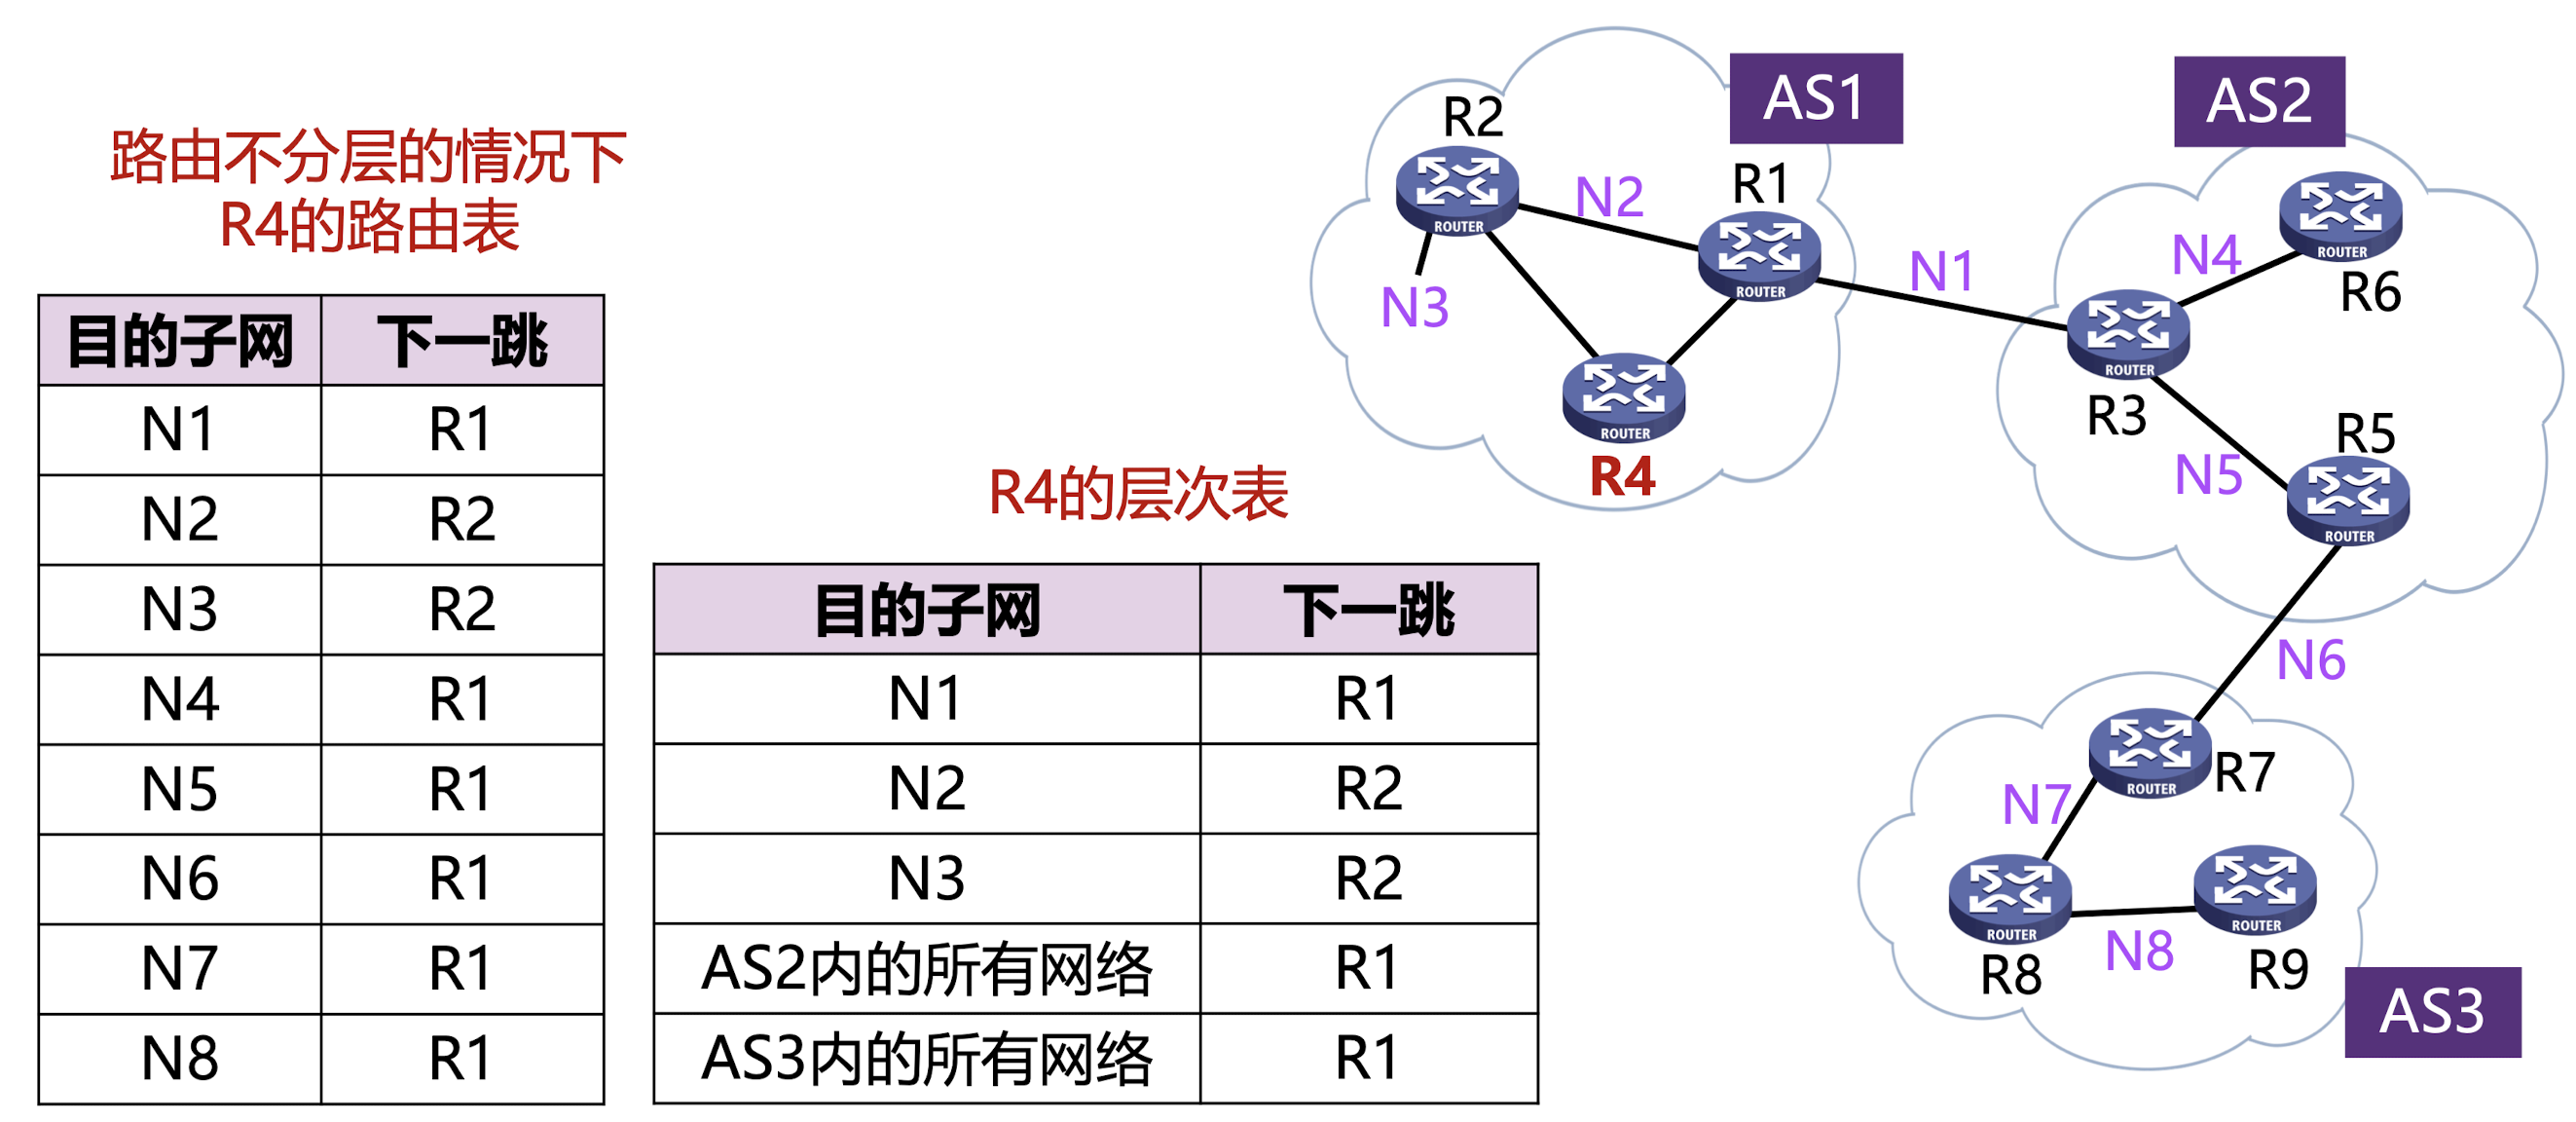 路由不分层的情况下
R4的路由表
目的子网 下一跳
N1 R1
N2 R2
N3 R2
N4 R1
N5 R1
N6 R1
N7 R1
N8 R1
R4的层次表
目的子网 下一跳
N1 R1
N2 R2
N3 R2
AS2内的所有网络 R1
AS3内的所有网络 R1
AS1
R2
ROUTER
N2
R1
ROUTER
N3
ROUTER
R4
N1
AS2
ROUTER
R6
N4
ROUTER
R3
R5
N5
ROUTER
N6
ROUTER
R7
N7
ROUTER
R8
N8
ROUTER
R9
AS3